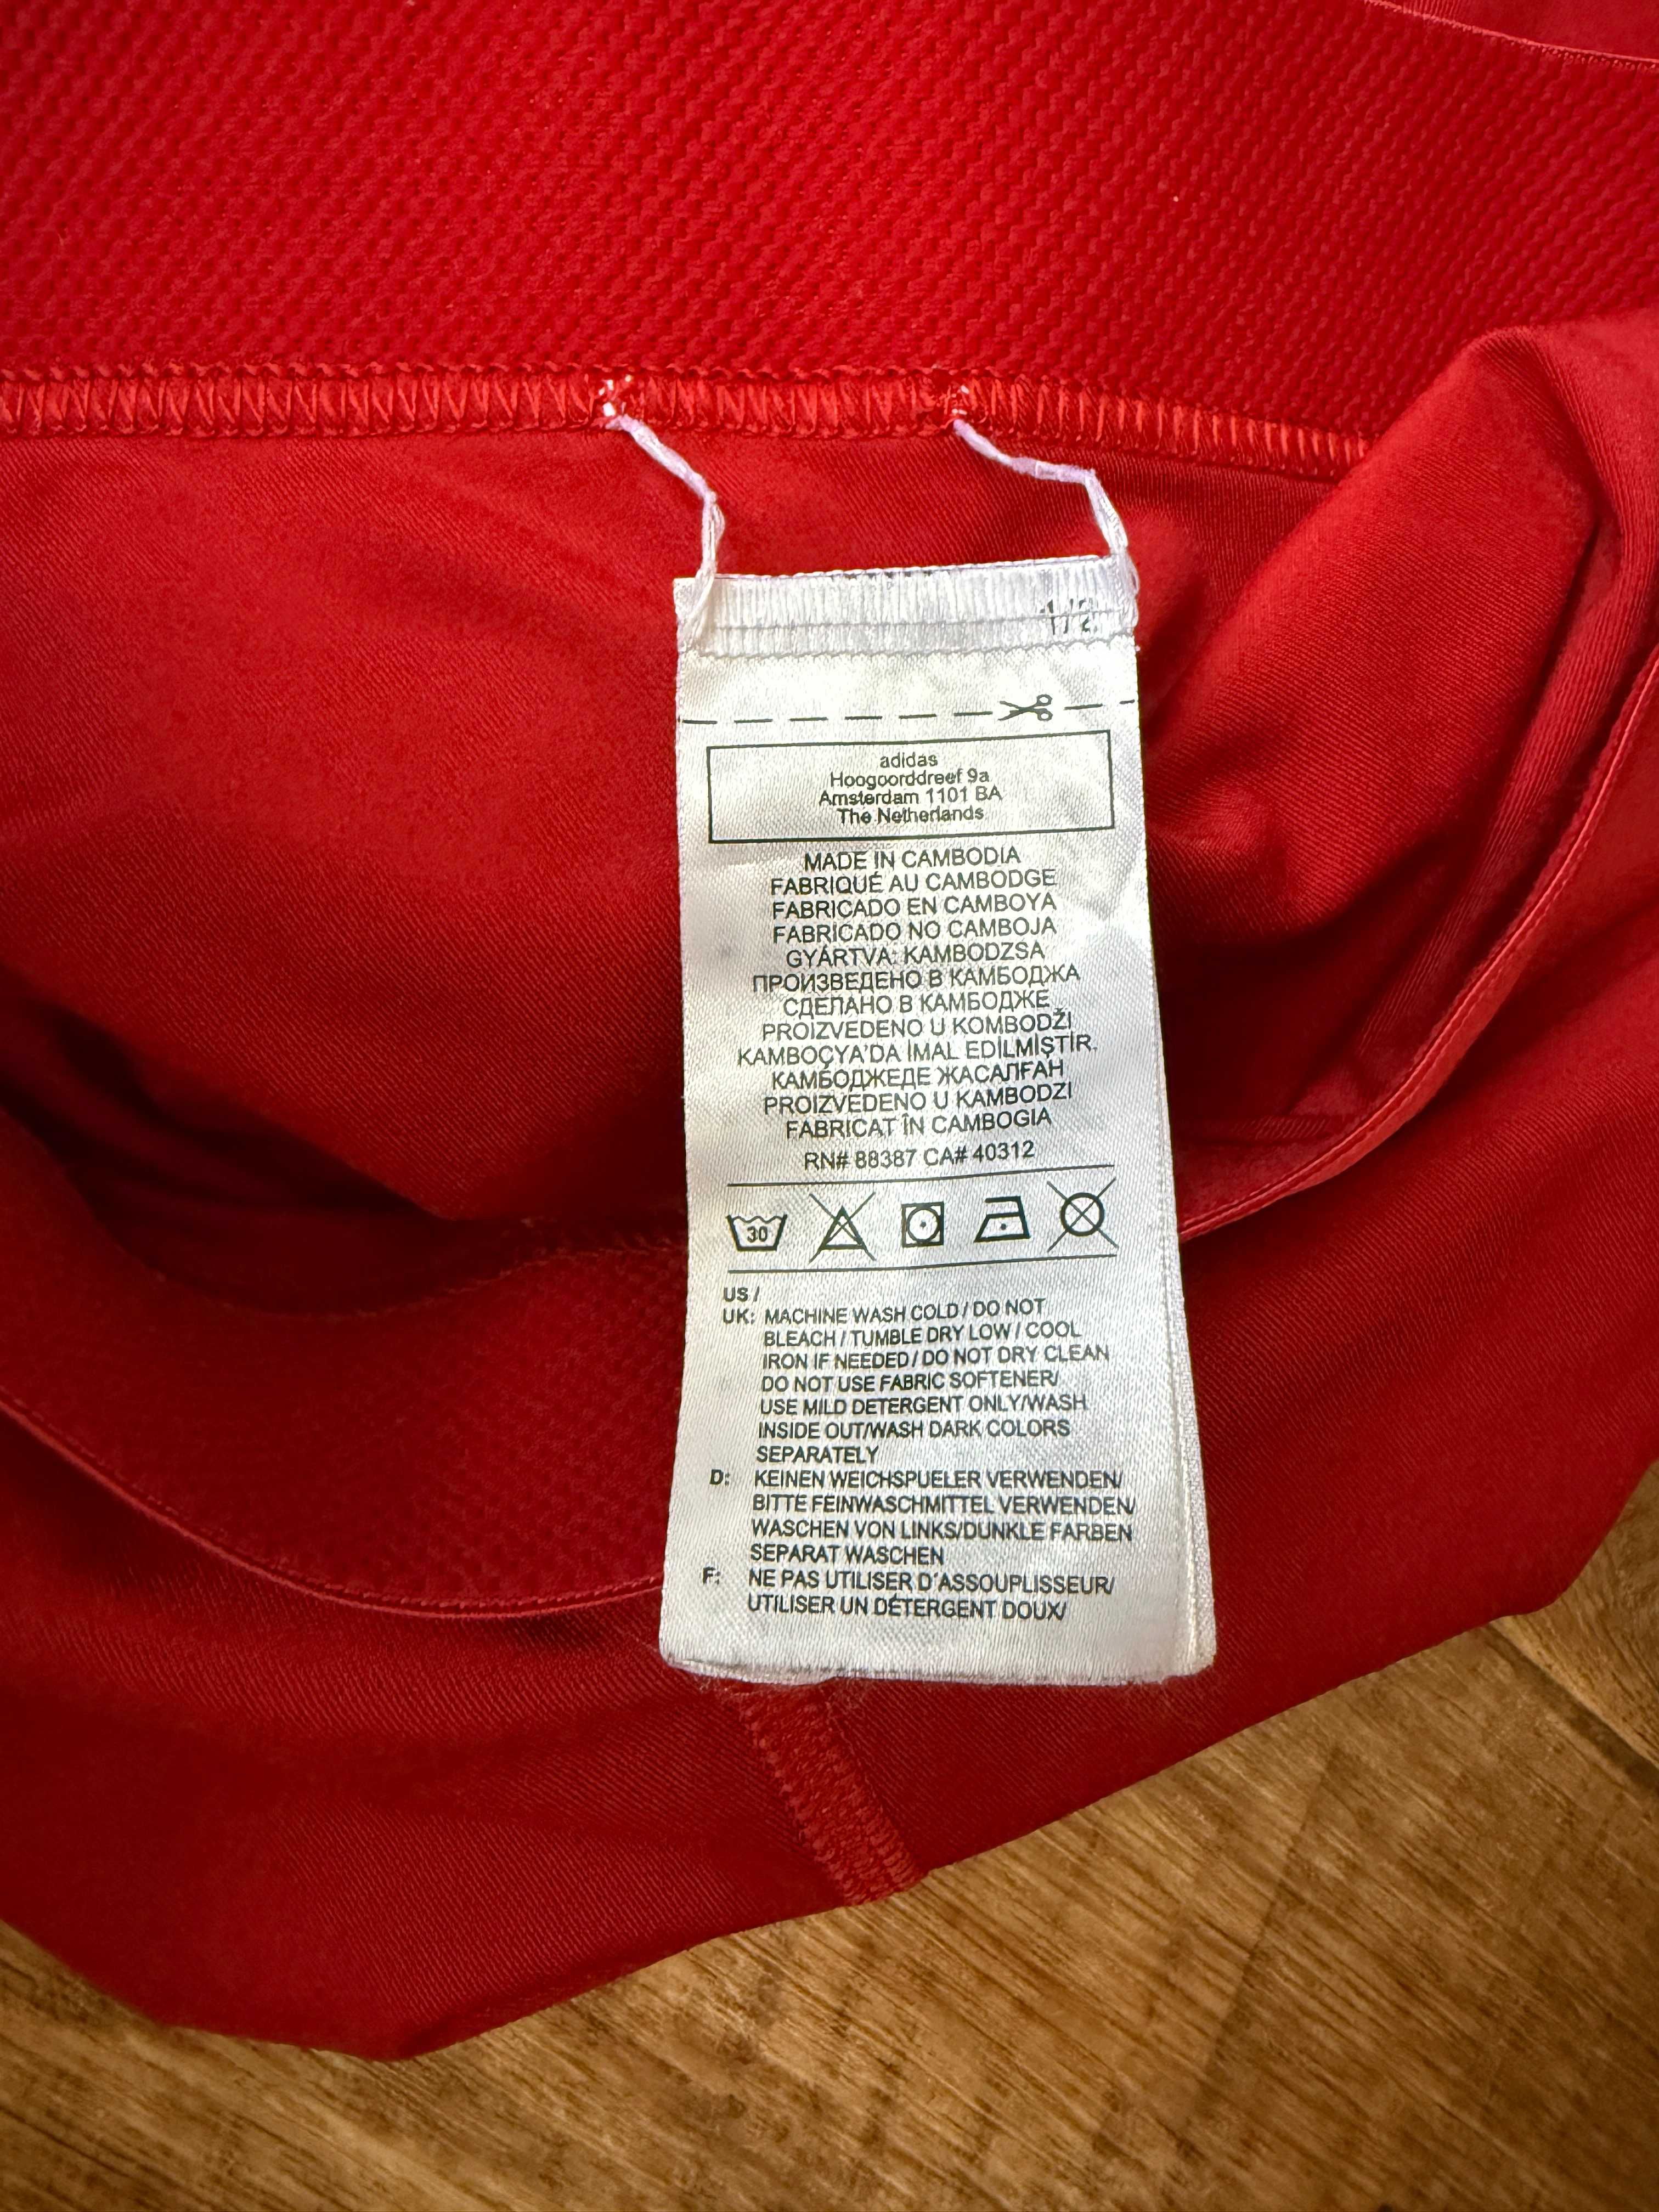 1/2
adidas
Hoogoorddreef 9a
Amsterdam 1101 BA
The Netherlands
MADE IN CAMBODIA
FABRIQUÉ AU CAMBODGE
FABRICADO EN CAMBOYA
FABRICADO NO CAMBOJA
GYÁRTVA: KAMBODZSA
ПРОИЗВЕДЕНО В КАМБОДЖА
СДЕЛАНО В КАМБОДЖЕ
PROIZVEDENO U KOMBODŽI
KAMBOÇYA'DA İMAL EDİLMİŞTİR.
КАМБОДЖЕДЕ ЖАСАЛҒАН
PROIZVEDENO U KAMBODZI
FABRICAT ÎN CAMBOGIA
RN# 88387 CA# 40312
30
US /
UK: MACHINE WASH COLD / DO NOT
BLEACH / TUMBLE DRY LOW / COOL
IRON IF NEEDED / DO NOT DRY CLEAN
DO NOT USE FABRIC SOFTENER/
USE MILD DETERGENT ONLY/WASH
INSIDE OUT/WASH DARK COLORS
SEPARATELY
D: KEINEN WEICHSPUELER VERWENDEN/
BITTE FEINWASCHMITTEL VERWENDEN/
WASCHEN VON LINKS/DUNKLE FARBEN
SEPARAT WASCHEN
F: NE PAS UTILISER D'ASSOUPLISSEUR/
UTILISER UN DÉTERGENT DOUX/